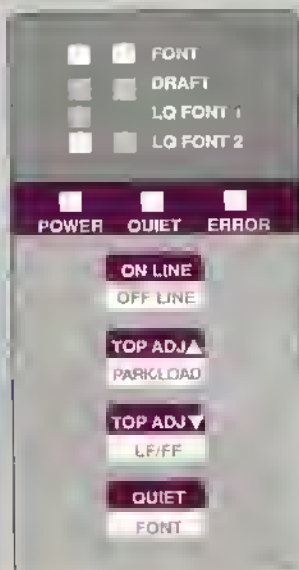 FONT
DRAFT
LQ FONT 1
LQ FONT 2
POWER QUIET ERROR
ON LINE
OFF LINE
TOP ADJ▲
PARK/LOAD
TOP ADJ▼
LF/FF
QUIET
FONT